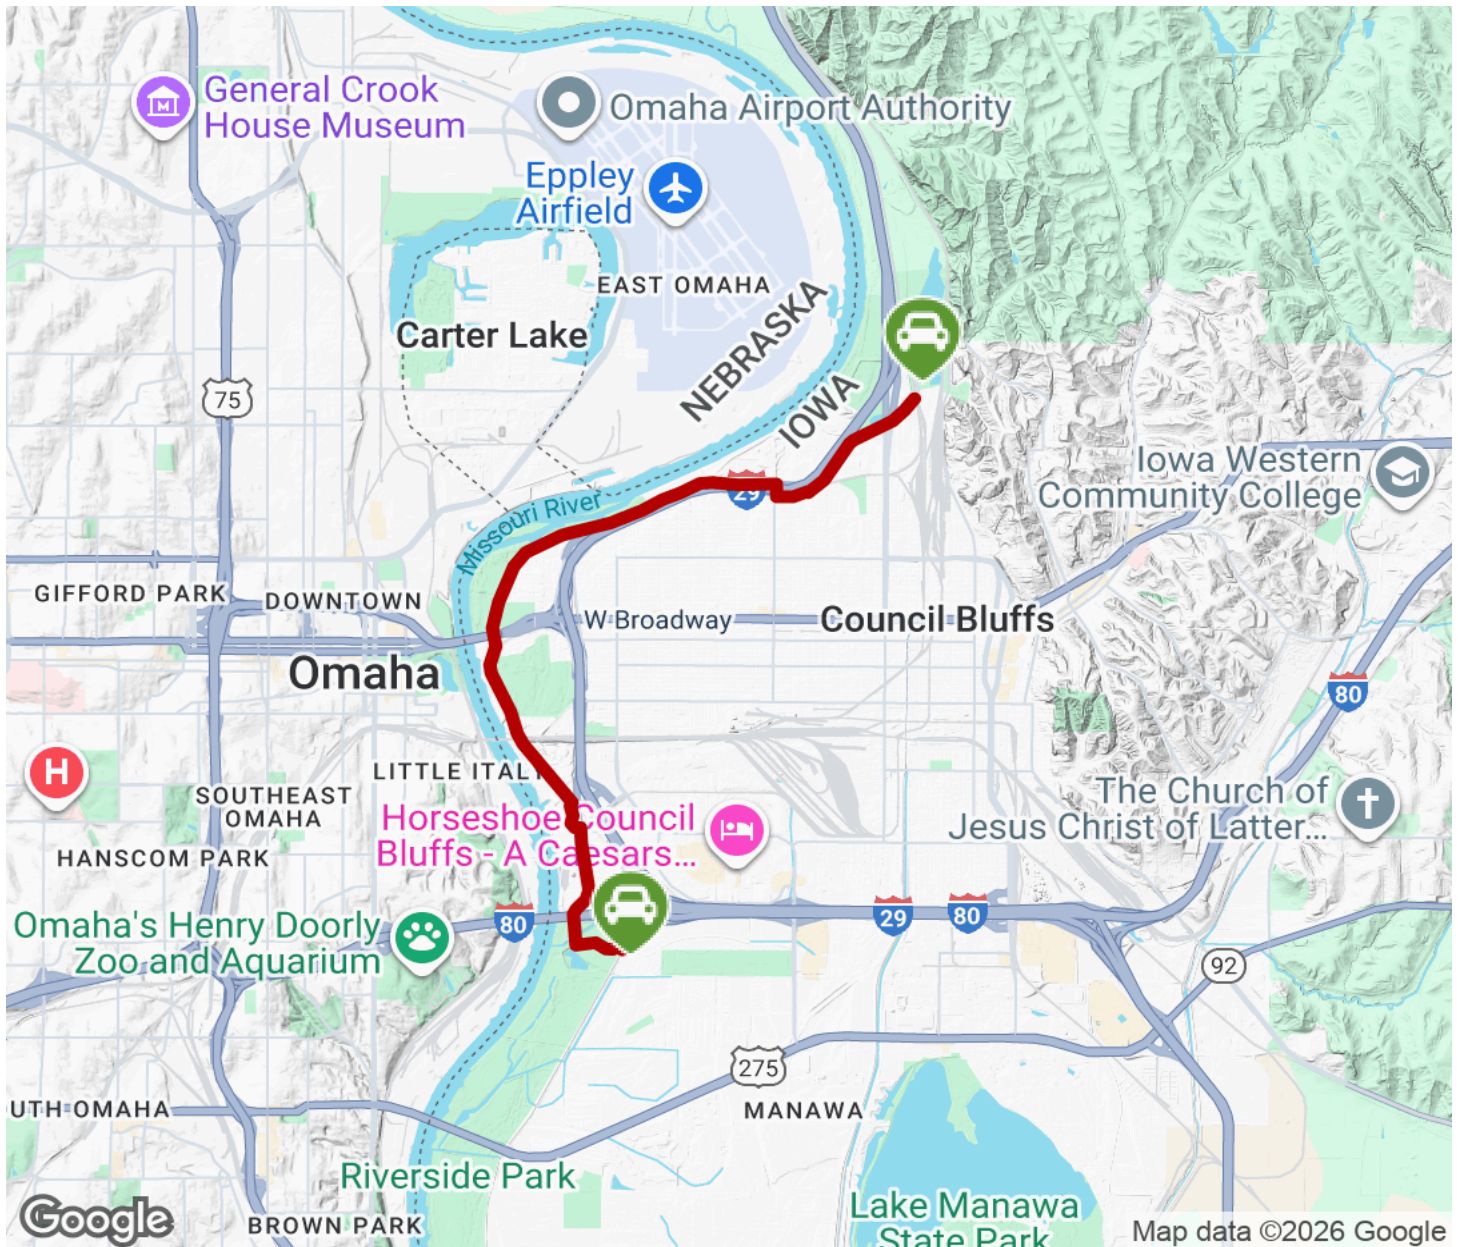 General Crook
House Museum
Omaha Airport Authority
Eppley
Airfield
EAST OMAHA
NEBRASKA
Carter Lake
IOWA
75
Iowa Western
Community College
29
Missouri River
GIFFORD PARK
DOWNTOWN
W Broadway
Council Bluffs
Omaha
80
H
LITTLE ITALY
SOUTHEAST
OMAHA
The Church of
Jesus Christ of Latter...
Horseshoe Council
Bluffs - A Caesars...
HANSCOM PARK
Omaha's Henry Doorly
Zoo and Aquarium
80
29
80
92
275
UTH OMAHA
MANAWA
Riverside Park
Lake Manawa
State Park
Google
BROWN PARK
Map data ©2026 Google